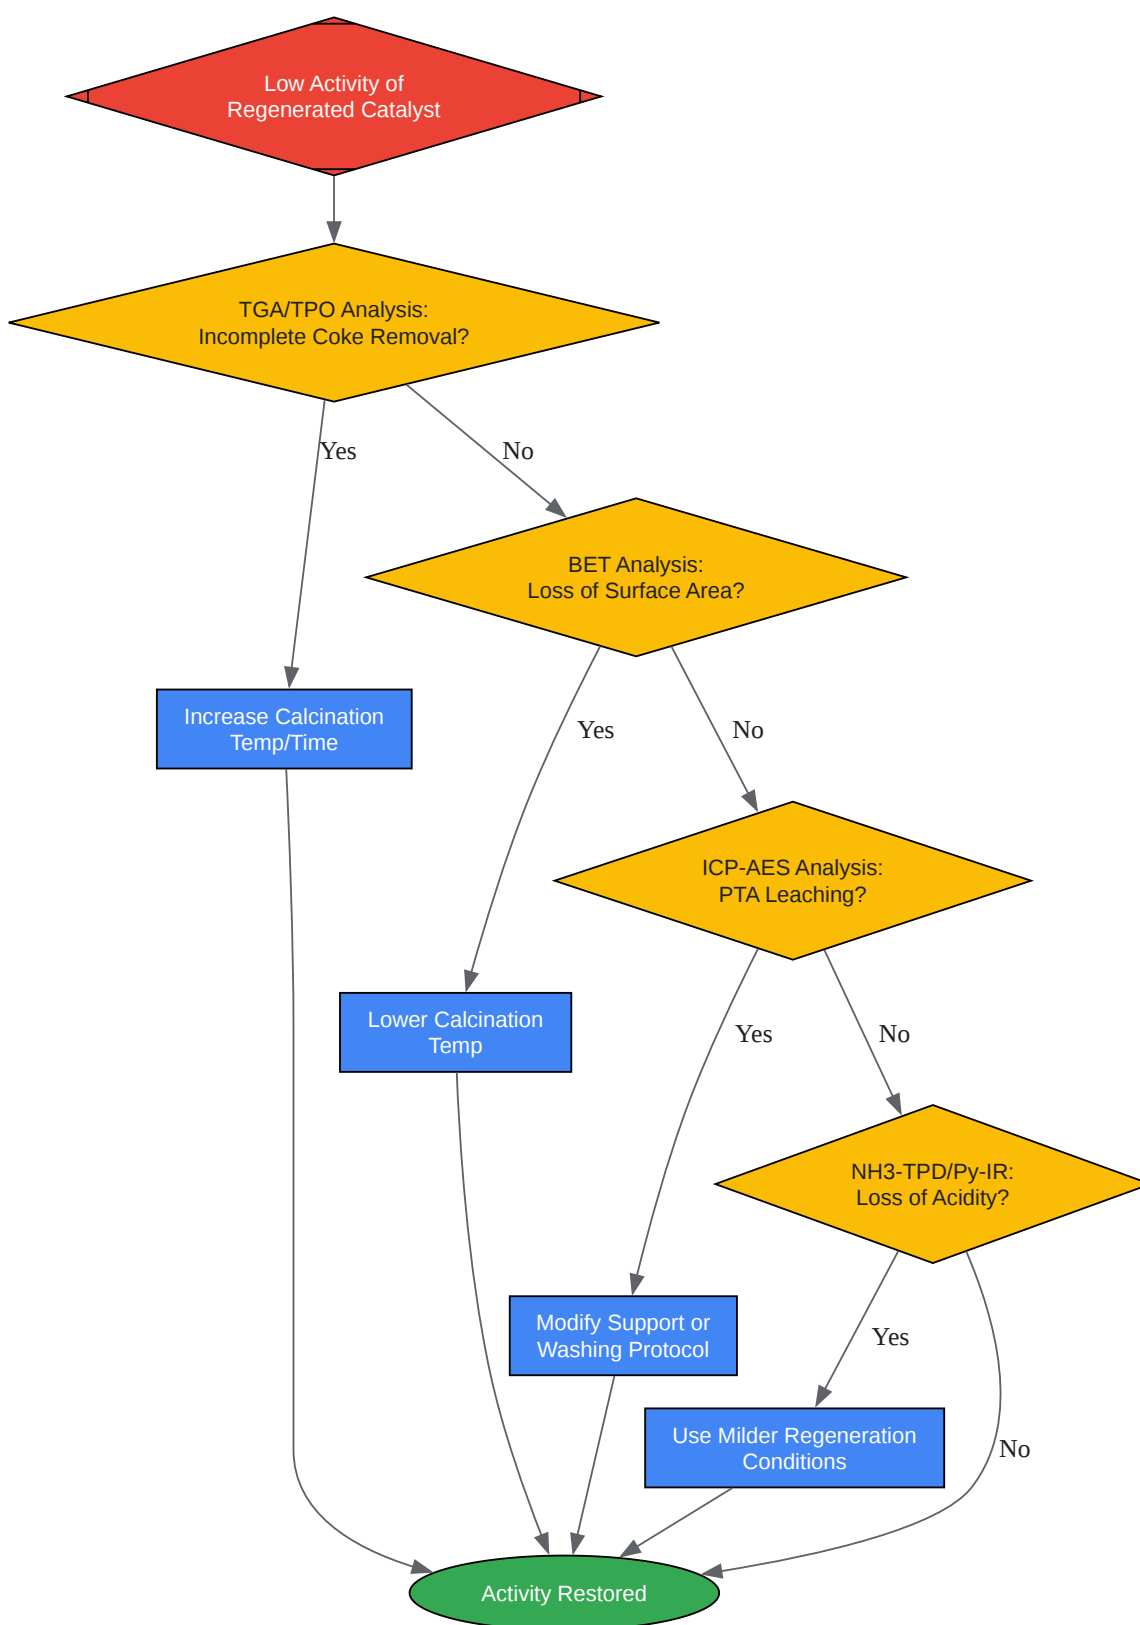 Low Activity of
Regenerated Catalyst
TGA/TPO Analysis:
Incomplete Coke Removal?
Yes
No
BET Analysis:
Loss of Surface Area?
Increase Calcination
Temp/Time
Yes
No
ICP-AES Analysis:
PTA Leaching?
Lower Calcination
Temp
Yes
No
NH3-TPD/Py-IR:
Loss of Acidity?
Modify Support or
Washing Protocol
Yes
Use Milder Regeneration
Conditions
No
Activity Restored